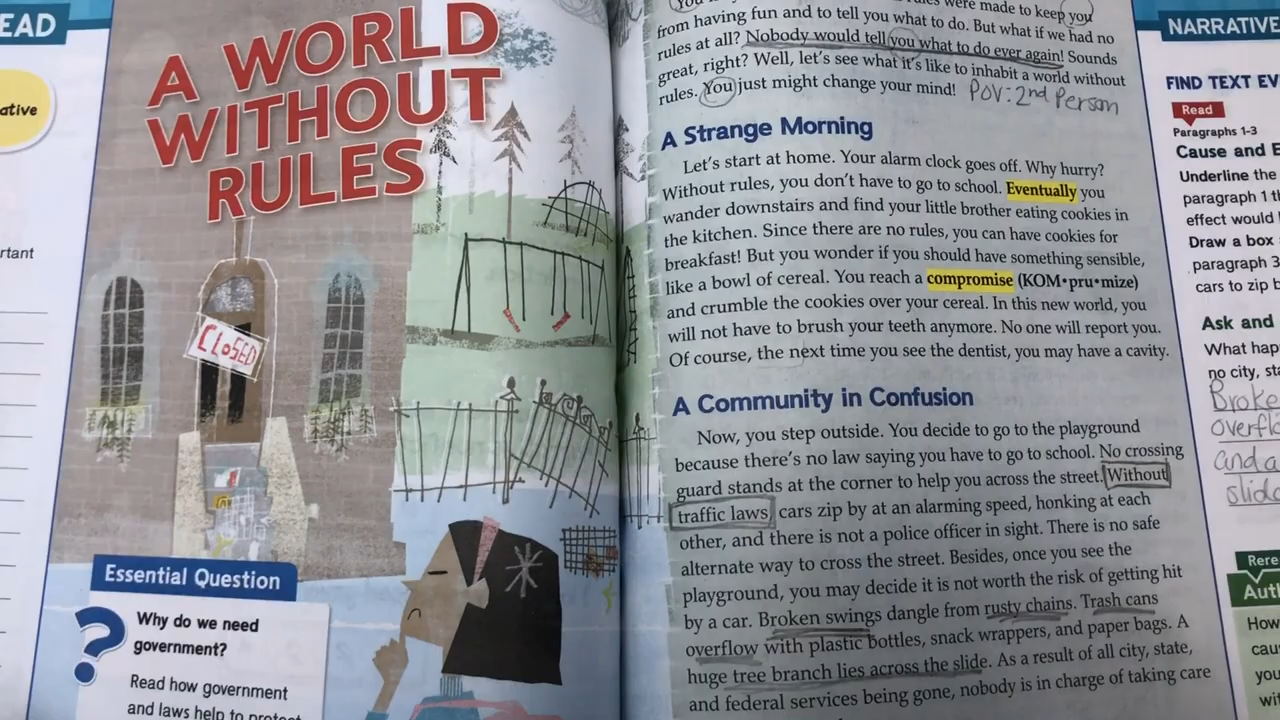 EAD
ative
rtant
A WORLD
WITHOUT
RULES
CLOSED
Essential Question
?
Why do we need
government?
Read how government
and laws help to protect
rules were made to keep you
from having fun and to tell you what to do. But what if we had no
rules at all? Nobody would tell you what to do ever again! Sounds
great, right? Well, let's see what it's like to inhabit a world without
rules. You just might change your mind! POV: 2nd Person
A Strange Morning
Let's start at home. Your alarm clock goes off. Why hurry?
Without rules, you don't have to go to school. Eventually you
wander downstairs and find your little brother eating cookies in
the kitchen. Since there are no rules, you can have cookies for
breakfast! But you wonder if you should have something sensible,
like a bowl of cereal. You reach a compromise (KOM•pru•mize)
and crumble the cookies over your cereal. In this new world, you
will not have to brush your teeth anymore. No one will report you.
Of course, the next time you see the dentist, you may have a cavity.
A Community in Confusion
Now, you step outside. You decide to go to the playground
because there's no law saying you have to go to school. No crossing
guard stands at the corner to help you across the street. Without
traffic laws, cars zip by at an alarming speed, honking at each
other, and there is not a police officer in sight. There is no safe
alternate way to cross the street. Besides, once you see the
playground, you may decide it is not worth the risk of getting hit
by a car. Broken swings dangle from rusty chains. Trash cans
overflow with plastic bottles, snack wrappers, and paper bags. A
huge tree branch lies across the slide. As a result of all city, state,
and federal services being gone, nobody is in charge of taking care
NARRATIVE
FIND TEXT EV
Read
Paragraphs 1-3
Cause and E
Underline the
paragraph 1 th
effect would
Draw a box
paragraph 3
cars to zip b
Ask and
What hap
no city, sta
Broke
overflo
and a
slide
Rere
Auth
How
cau
you
wit